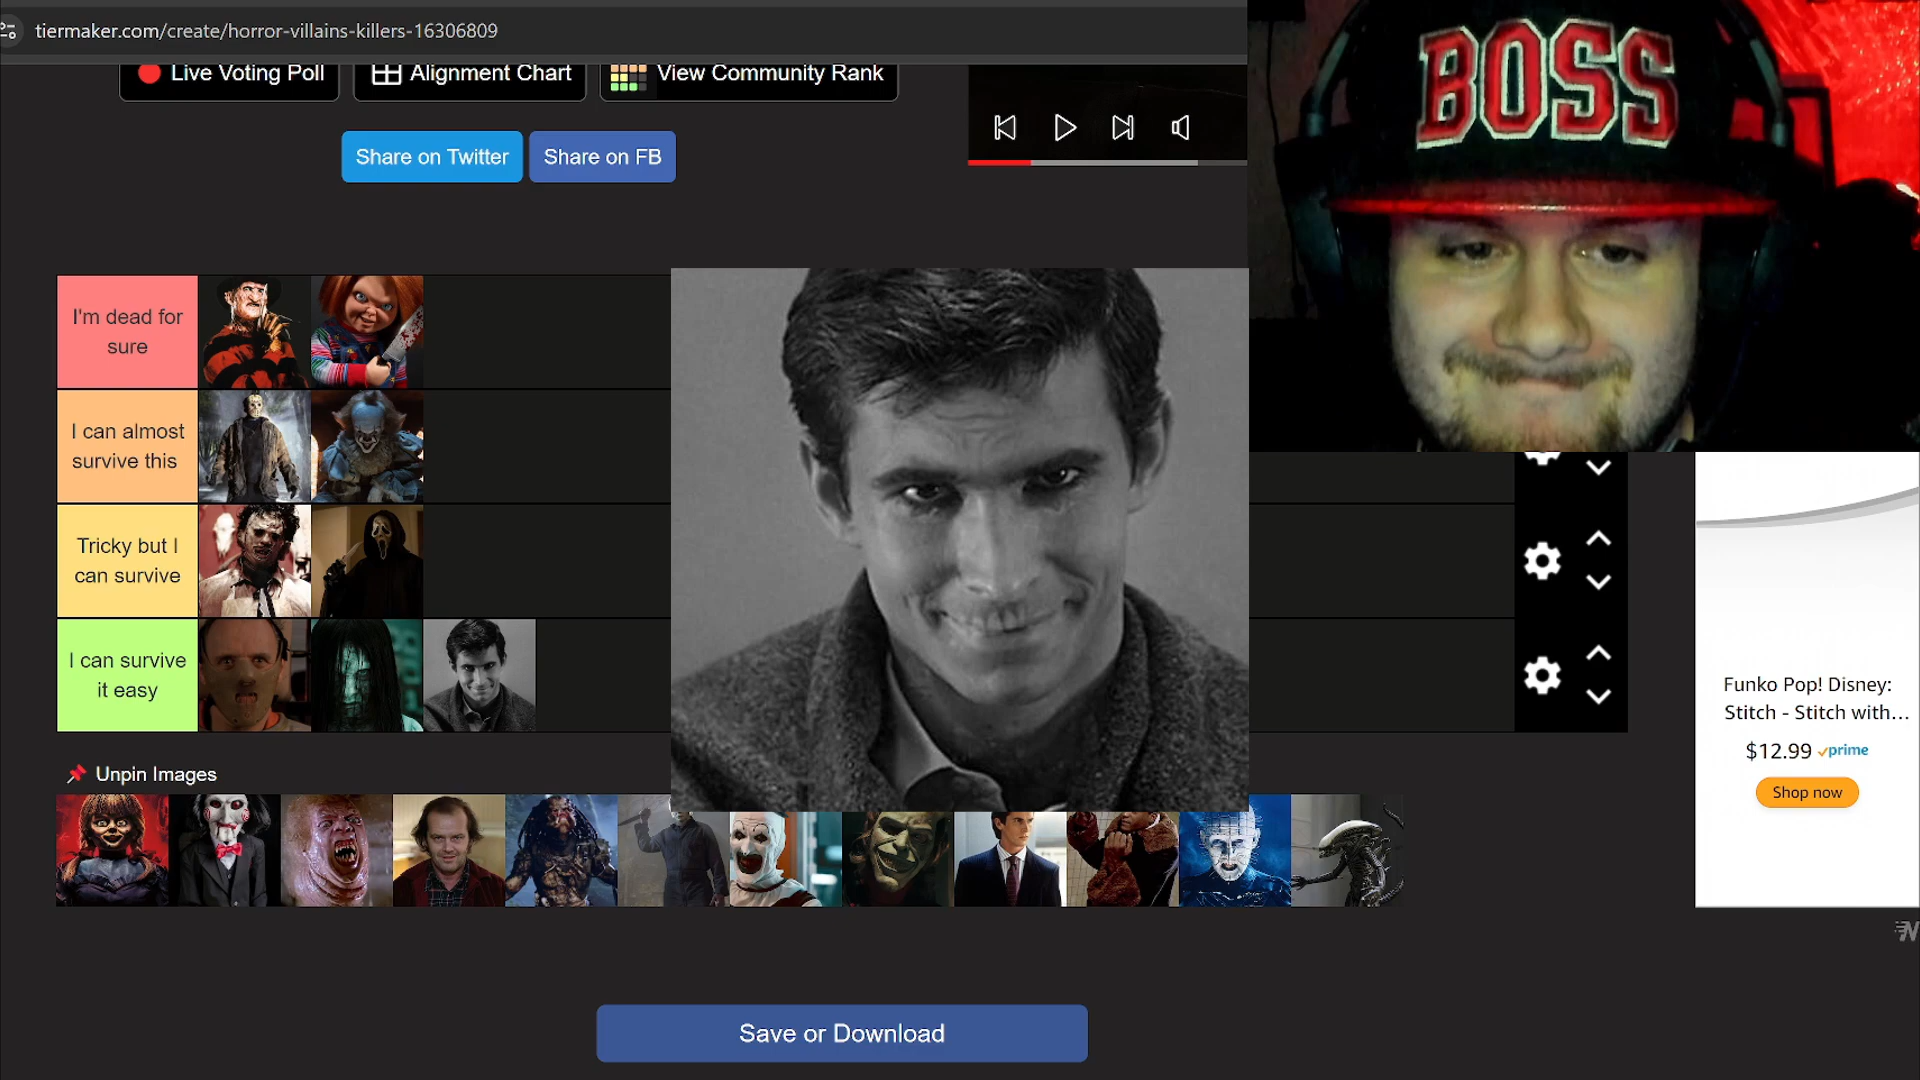 tiermaker.com/create/horror-villains-killers-16306809
Live Voting Poll
Alignment Chart
View Community Rank
Share on Twitter
Share on FB
BOSS
I'm dead for
sure
I can almost
survive this
Tricky but I
can survive
I can survive
it easy
Unpin Images
Funko Pop! Disney:
Stitch - Stitch with...
$12.99 prime
Shop now
Save or Download